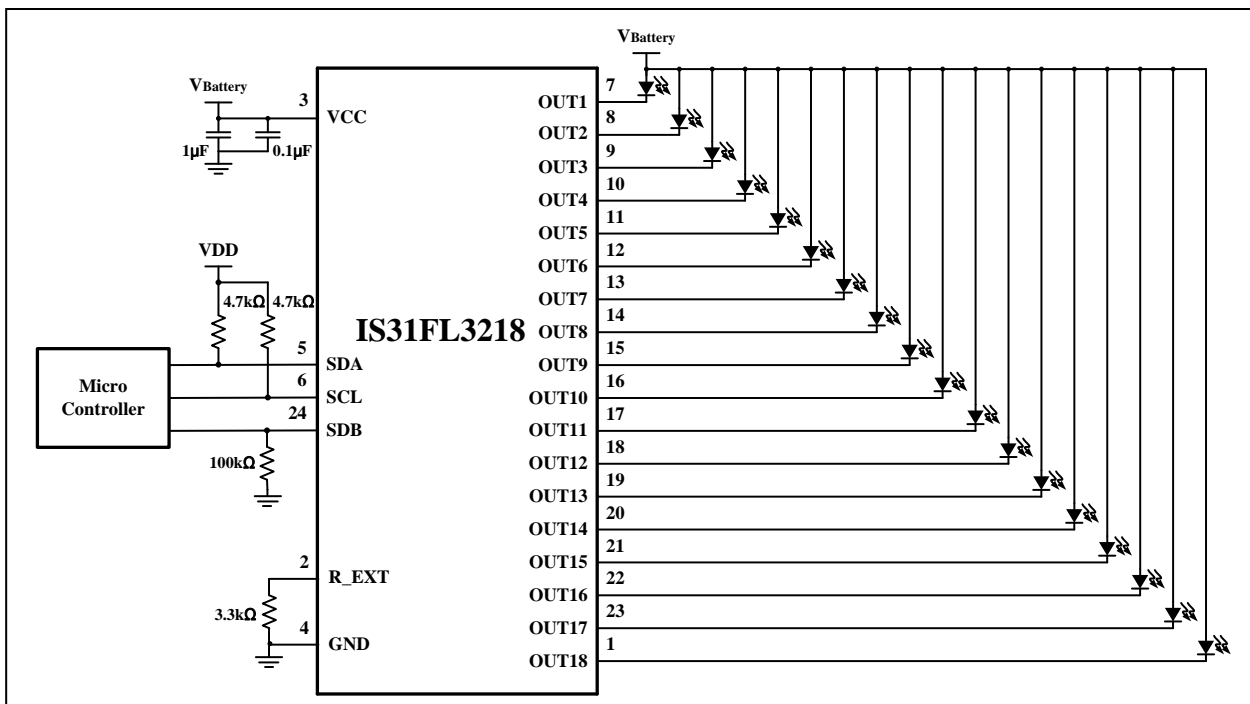 VBattery
1µF
0.1µF
VDD
4.7kΩ 4.7kΩ
Micro
Controller
100kΩ
3.3kΩ
3 VCC
5 SDA
6 SCL
24 SDB
2 R_EXT
4 GND
IS31FL3218
VBattery
OUT1 7
OUT2 8
OUT3 9
OUT4 10
OUT5 11
OUT6 12
OUT7 13
OUT8 14
OUT9 15
OUT10 16
OUT11 17
OUT12 18
OUT13 19
OUT14 20
OUT15 21
OUT16 22
OUT17 23
OUT18 1